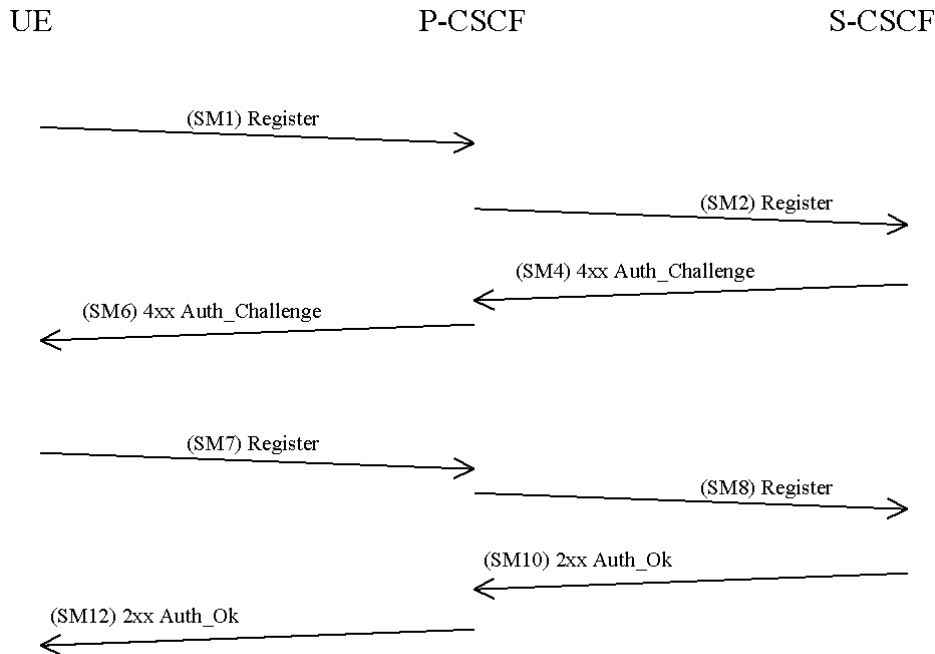 UE P-CSCF S-CSCF
(SM1) Register
(SM2) Register
(SM4) 4xx Auth_Challenge
(SM6) 4xx Auth_Challenge
(SM7) Register
(SM8) Register
(SM10) 2xx Auth_Ok
(SM12) 2xx Auth_Ok